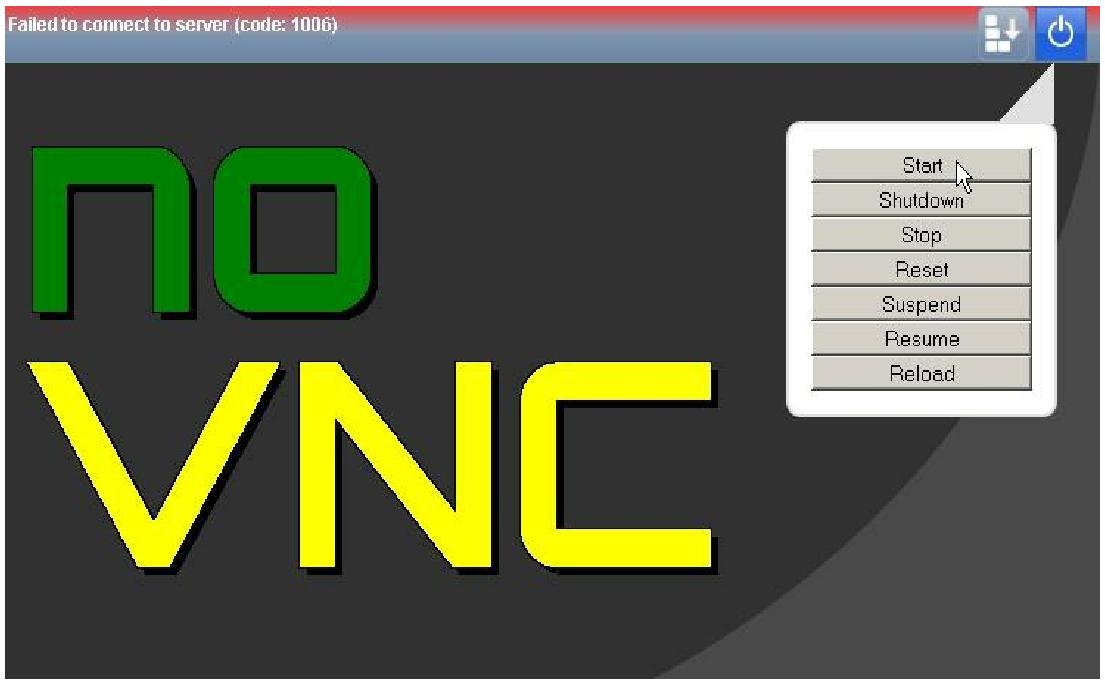 Failed to connect to server (code: 1006)
no
VNC
Start
Shutdown
Stop
Reset
Suspend
Resume
Reload